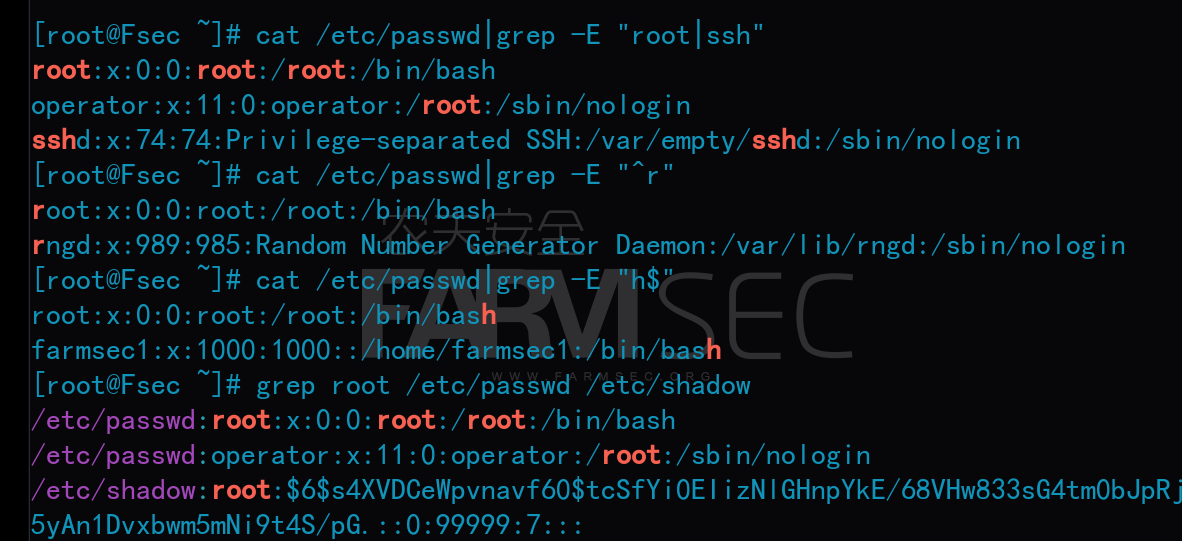 [root@Fsec ~]# cat /etc/passwd|grep -E "root|ssh"
root:x:0:0:root:/root:/bin/bash
operator:x:11:0:operator:/root:/sbin/nologin
sshd:x:74:74:Privilege-separated SSH:/var/empty/sshd:/sbin/nologin
[root@Fsec ~]# cat /etc/passwd|grep -E "^r"
root:x:0:0:root:/root:/bin/bash
农夫安全
rngd:x:989:985:Random Number Generator Daemon:/var/lib/rngd:/sbin/nologin
[root@Fsec ~]# cat /etc/passwd|grep -E "h$"
root:x:0:0:root:/root:/bin/bash
FARMSEC
farmsec1:x:1000:1000::/home/farmsec1:/bin/bash
WWW.FARMSEC.ORG
[root@Fsec ~]# grep root /etc/passwd /etc/shadow
/etc/passwd:root:x:0:0:root:/root:/bin/bash
/etc/passwd:operator:x:11:0:operator:/root:/sbin/nologin
/etc/shadow:root:$6$s4XVDCeWpvnavf60$tcSfYiOElizNlGHnpYkE/68VHw833sG4tmObJpRj
5yAn1Dvxbwm5mNi9t4S/pG.::0:99999:7:::